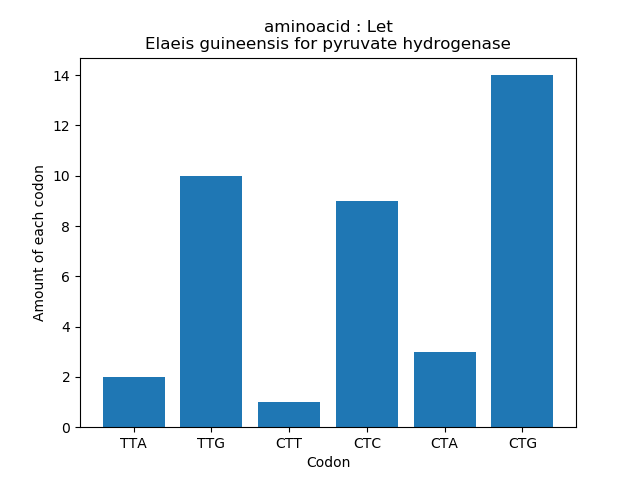 aminoacid : Let
Elaeis guineensis for pyruvate hydrogenase
Amount of each codon
14
12
10
8
6
4
2
0
TTA TTG CTT CTC CTA CTG
Codon